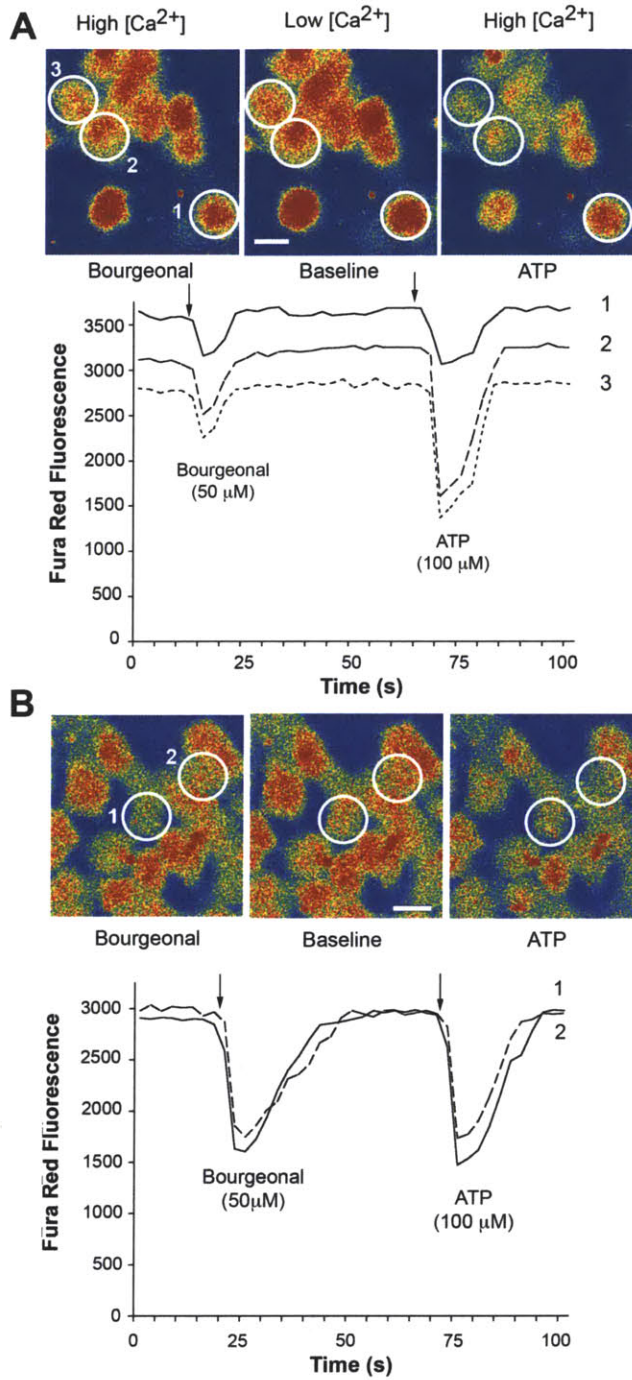 A
High [Ca2+] Low [Ca2+] High [Ca2+]
3
2
1
Bourgeonal Baseline ATP
3500
3000
2500
2000
1500
1000
500
0
Fura Red Fluorescence
1
2
3
Bourgeonal
(50 μM)
ATP
(100 μM)
0 25 50 75 100
Time (s)
B
2
1
Bourgeonal Baseline ATP
3000
2500
2000
1500
1000
500
0
Fura Red Fluorescence
1
2
Bourgeonal
(50μM)
ATP
(100 μM)
0 25 50 75 100
Time (s)